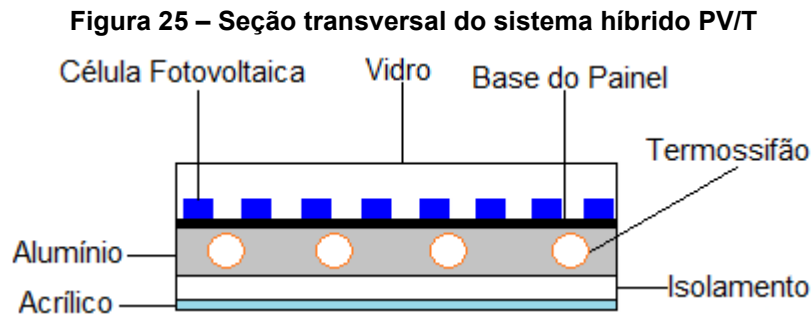 Figura 25 – Seção transversal do sistema híbrido PV/T
Célula Fotovoltaica
Vidro
Base do Painel
Termossifão
Alumínio
Isolamento
Acrílico